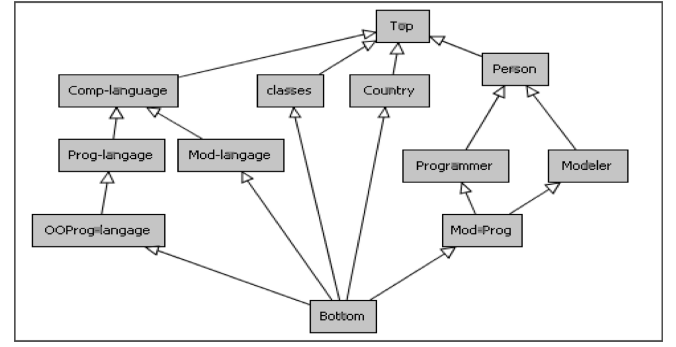 Top
Person
Comp-language
classes
Country
Prog-langage
Mod-langage
Programmer
Modeler
OOProg-langage
Mod-Prog
Bottom